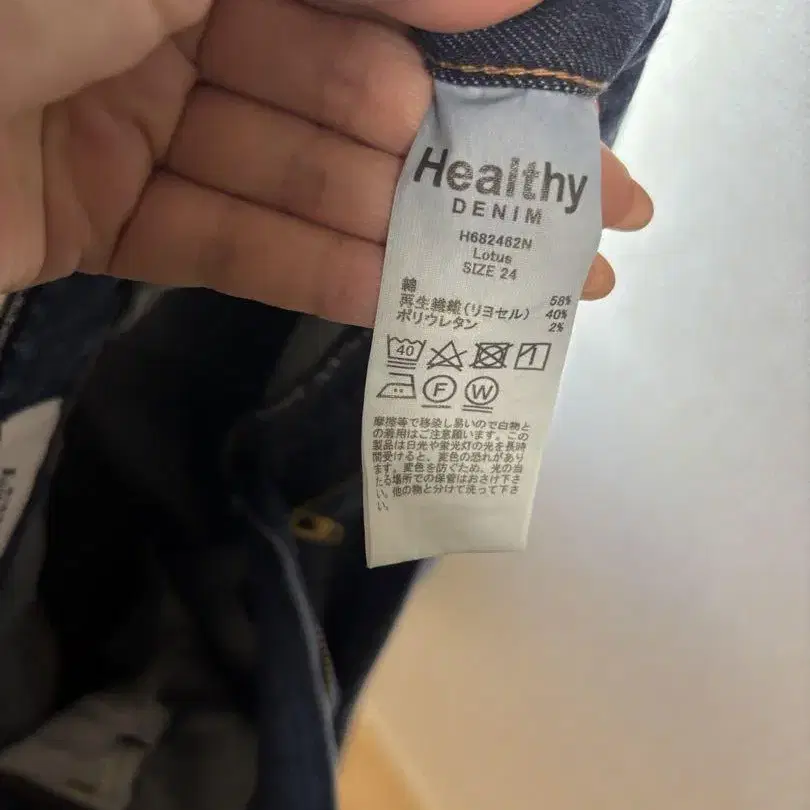 Healthy
DENIM
H682462N
Lotus
SIZE 24
綿 58%
再生繊維(リヨセル) 40%
ポリウレタン 2%
40
F W
摩擦等で移染し易いので白物と
の着用はご注意願います。この
製品は日光や蛍光灯の光を長時
間受けると、変色の恐れがあり
ます。変色を防ぐため、光の当
たる場所での保管はおさけ下さ
い。他の物と分けて洗って下さ
い。